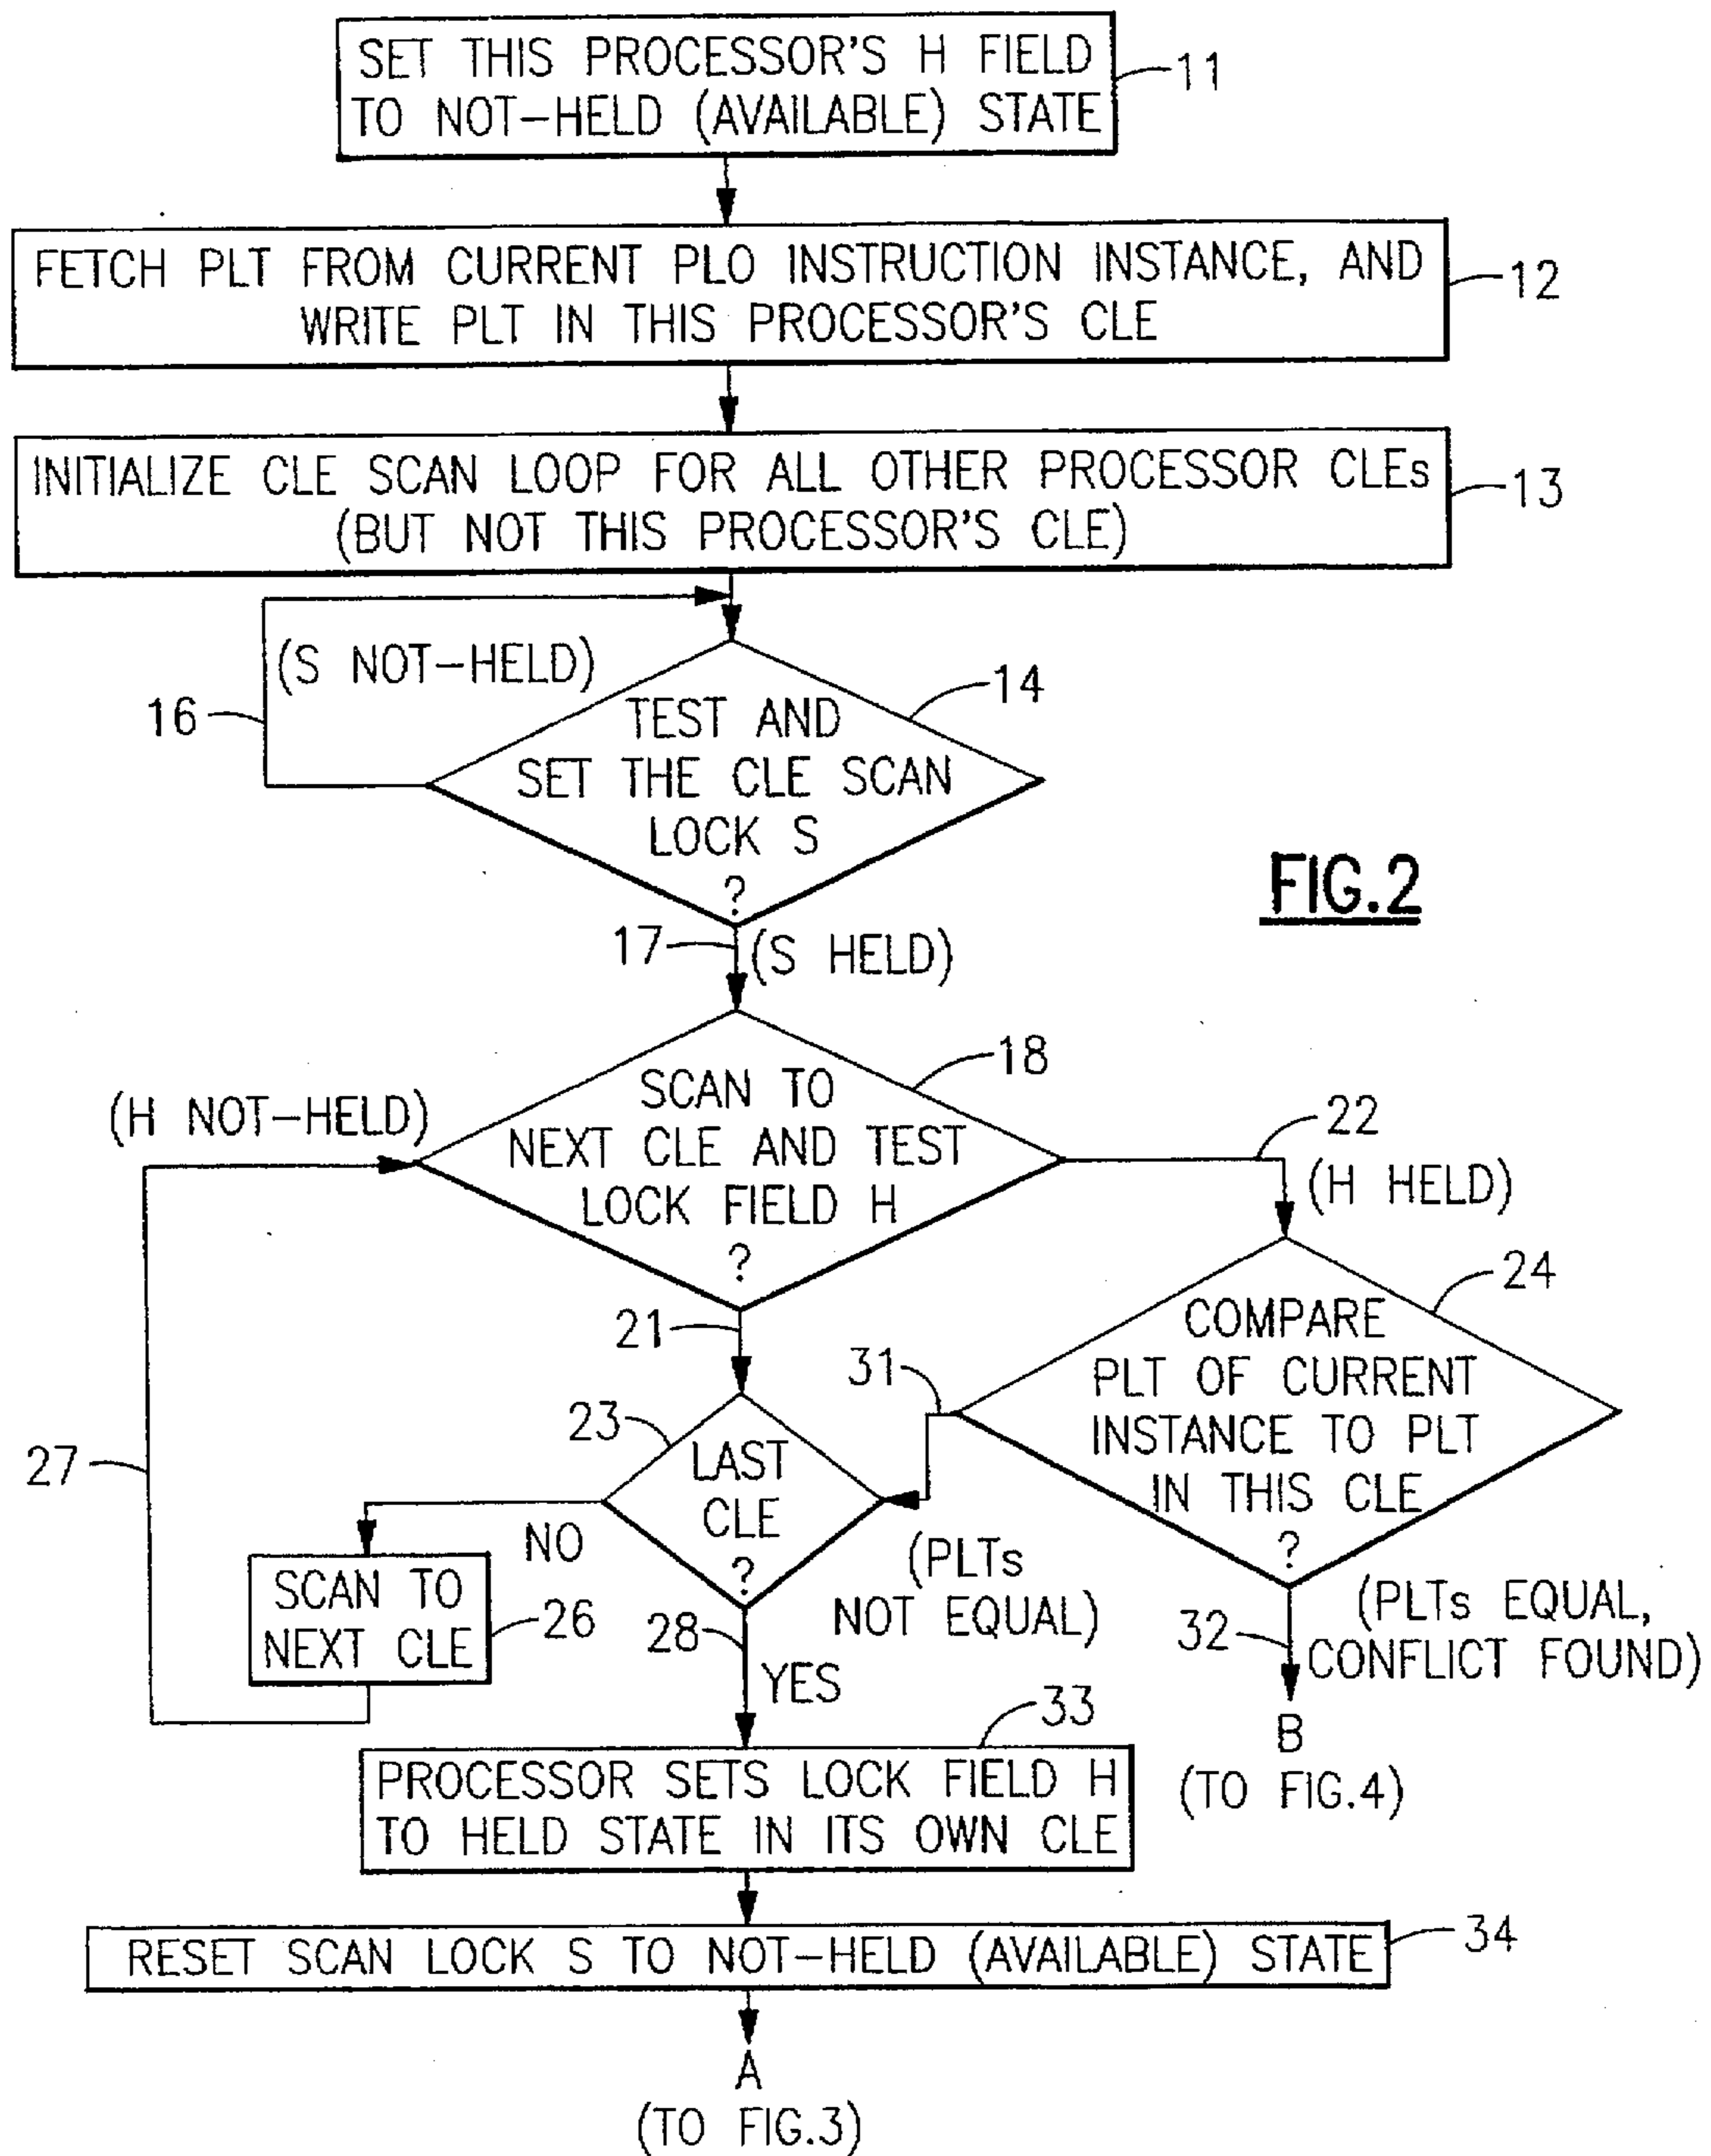 SET THIS PROCESSOR'S H FIELD
TO NOT-HELD (AVAILABLE) STATE
11
FETCH PLT FROM CURRENT PLO INSTRUCTION INSTANCE, AND
WRITE PLT IN THIS PROCESSOR'S CLE
12
INITIALIZE CLE SCAN LOOP FOR ALL OTHER PROCESSOR CLEs
(BUT NOT THIS PROCESSOR'S CLE)
13
(S NOT-HELD)
16
14
TEST AND
SET THE CLE SCAN
LOCK S
?
FIG.2
17
(S HELD)
18
SCAN TO
NEXT CLE AND TEST
LOCK FIELD H
?
(H NOT-HELD)
22
(H HELD)
21
24
COMPARE
PLT OF CURRENT
INSTANCE TO PLT
IN THIS CLE
?
31
23
LAST
CLE
?
27
NO
(PLTs
NOT EQUAL)
SCAN TO
NEXT CLE
26
28
YES
32
(PLTs EQUAL,
CONFLICT FOUND)
B
(TO FIG.4)
33
PROCESSOR SETS LOCK FIELD H
TO HELD STATE IN ITS OWN CLE
RESET SCAN LOCK S TO NOT-HELD (AVAILABLE) STATE
34
A
(TO FIG.3)